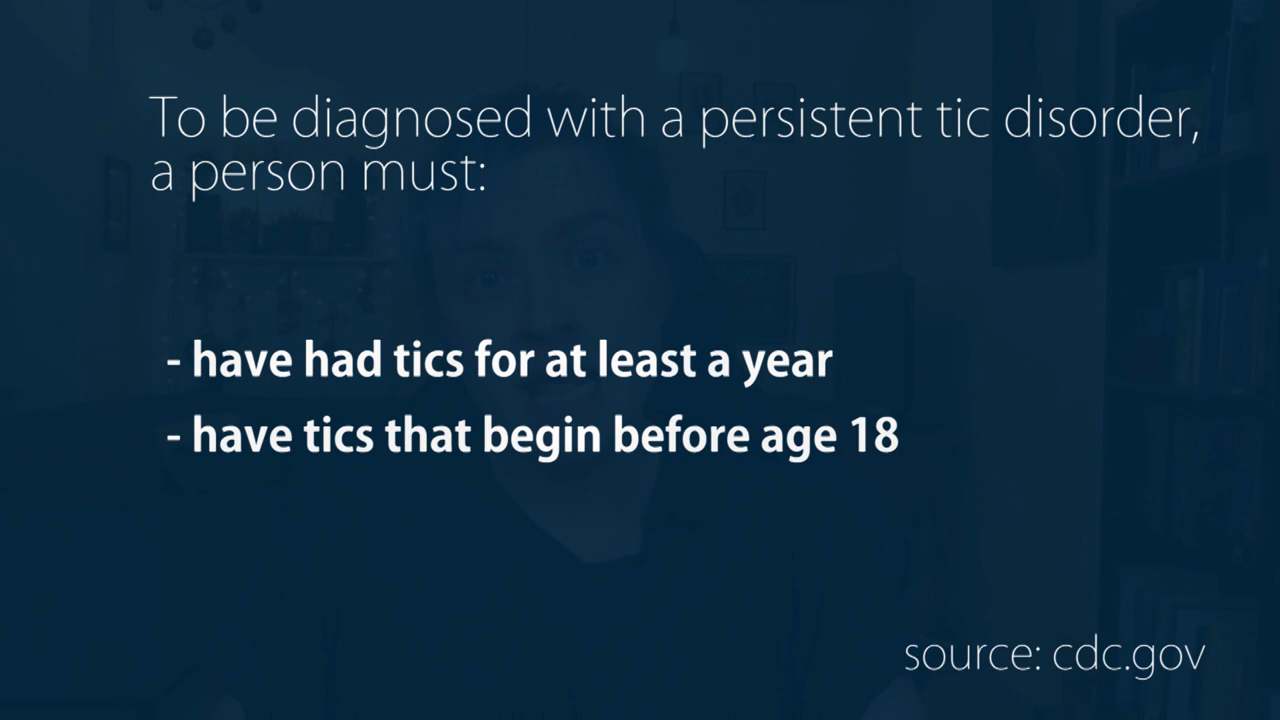 To be diagnosed with a persistent tic disorder,
a person must:
- have had tics for at least a year
- have tics that begin before age 18
source: cdc.gov